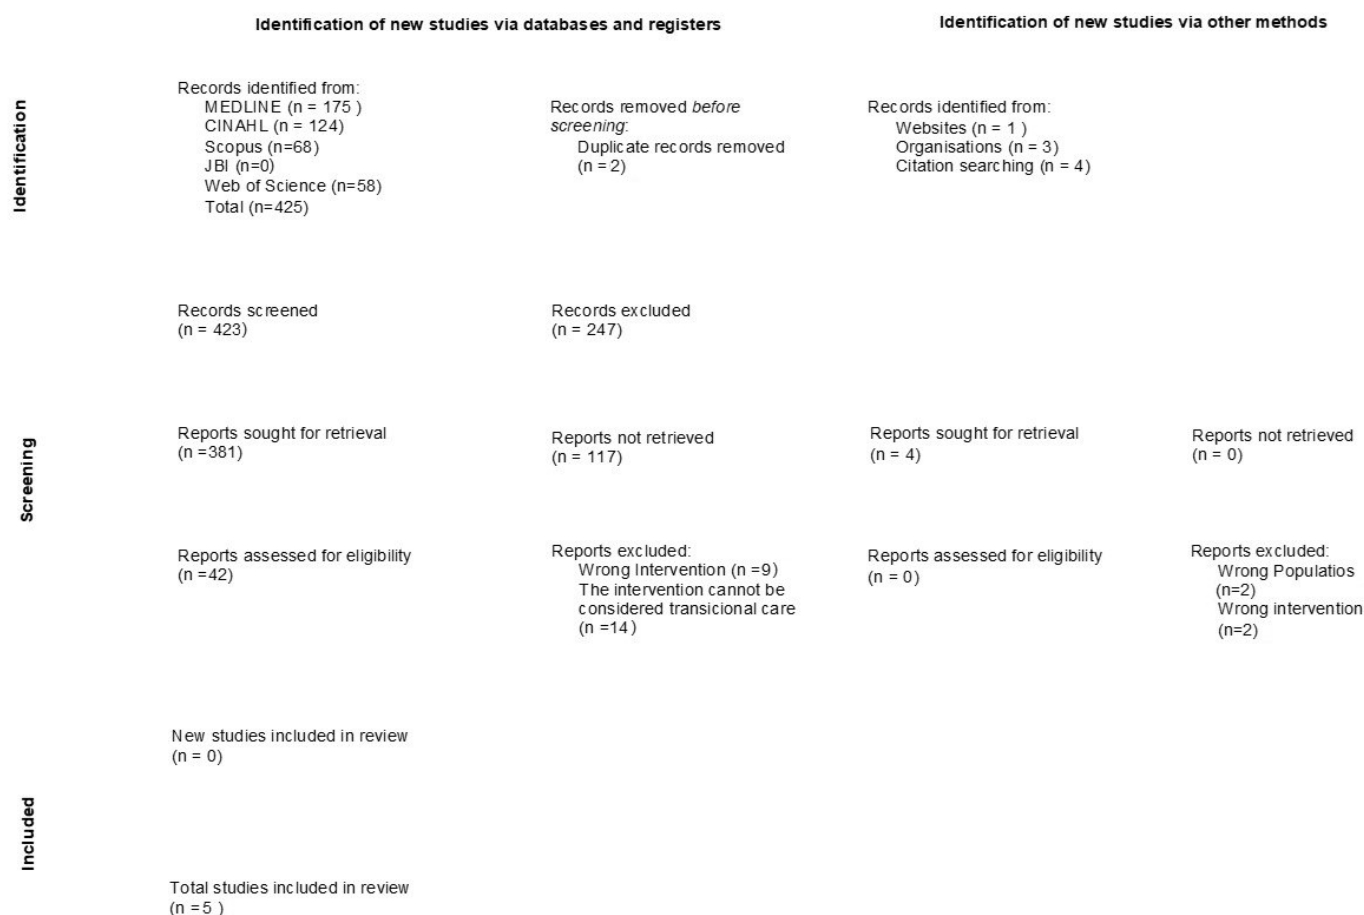 Identification of new studies via databases and registers
Identification of new studies via other methods
Identification
Records identified from:
MEDLINE (n = 175 )
CINAHL (n = 124)
Scopus (n=68)
JBI (n=0)
Web of Science (n=58)
Total (n=425)
Records removed before
screening:
Duplicate records removed
(n = 2)
Records identified from:
Websites (n = 1 )
Organisations (n = 3)
Citation searching (n = 4)
Screening
Records screened
(n = 423)
Records excluded
(n = 247)
Reports sought for retrieval
(n =381)
Reports not retrieved
(n = 117)
Reports sought for retrieval
(n = 4)
Reports not retrieved
(n = 0)
Reports assessed for eligibility
(n =42)
Reports excluded:
Wrong Intervention (n =9)
The intervention cannot be
considered transicional care
(n =14 )
Reports assessed for eligibility
(n = 0)
Reports excluded:
Wrong Populatios
(n=2)
Wrong intervention
(n=2)
Included
New studies included in review
(n = 0)
Total studies included in review
(n =5 )